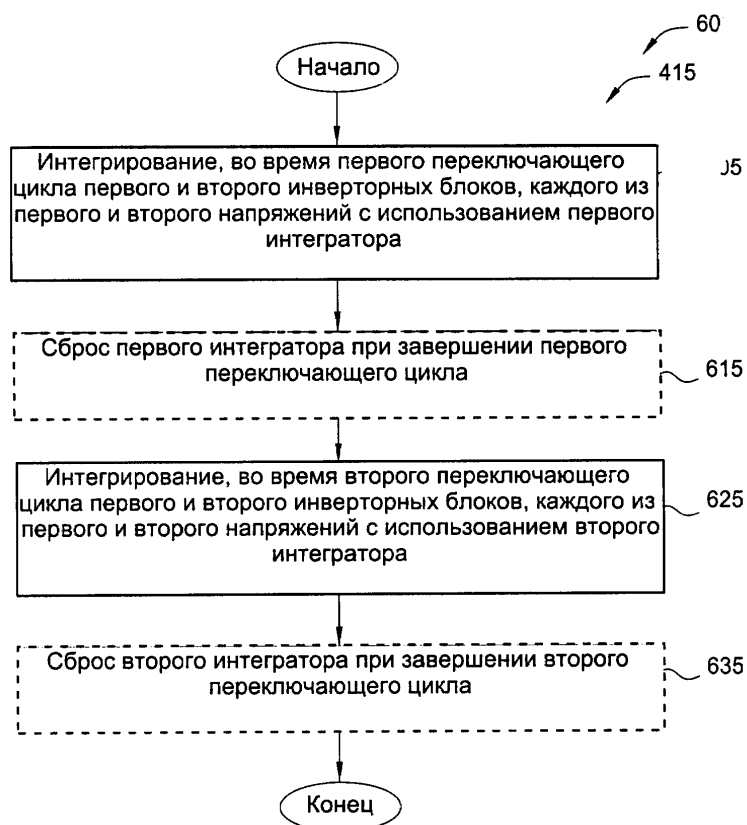 60
415
Начало
Интегрирование, во время первого переключающего
цикла первого и второго инверторных блоков, каждого из
первого и второго напряжений с использованием первого
интегратора
Сброс первого интегратора при завершении первого
переключающего цикла
615
Интегрирование, во время второго переключающего
цикла первого и второго инверторных блоков, каждого из
первого и второго напряжений с использованием второго
интегратора
625
Сброс второго интегратора при завершении второго
переключающего цикла
635
Конец